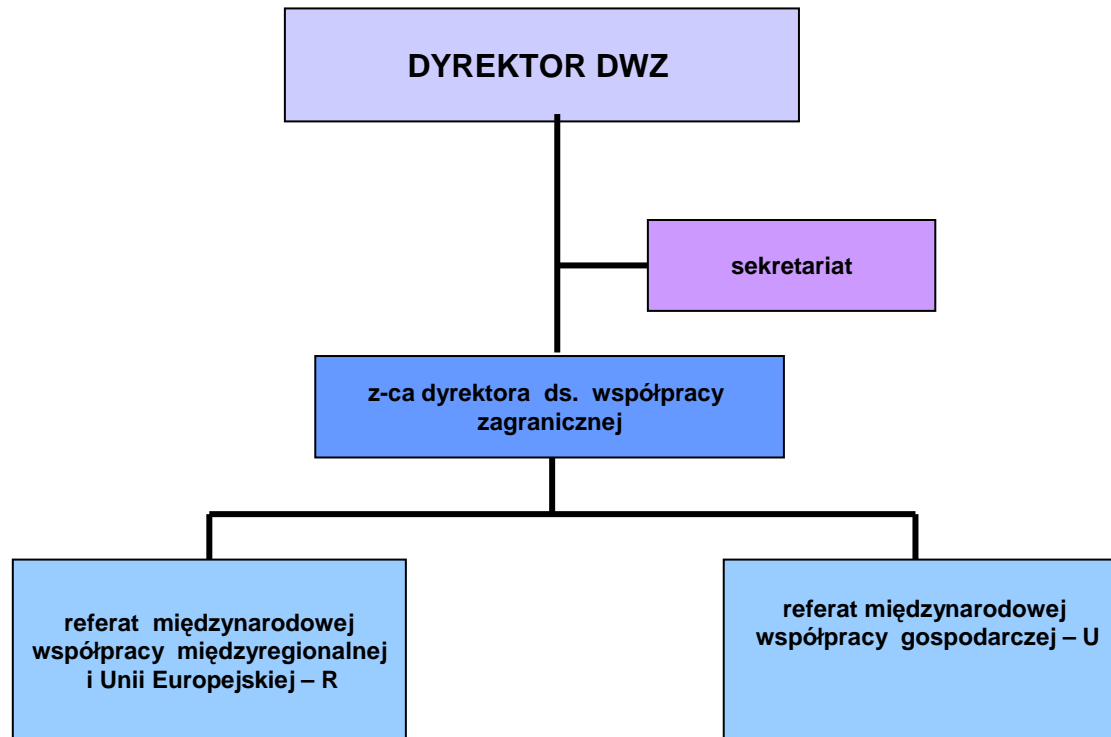 DYREKTOR DWZ
sekretariat
z-ca dyrektora ds. współpracy
zagranicznej
referat międzynarodowej
współpracy międzyregionalnej
i Unii Europejskiej – R
referat międzynarodowej
współpracy gospodarczej – U